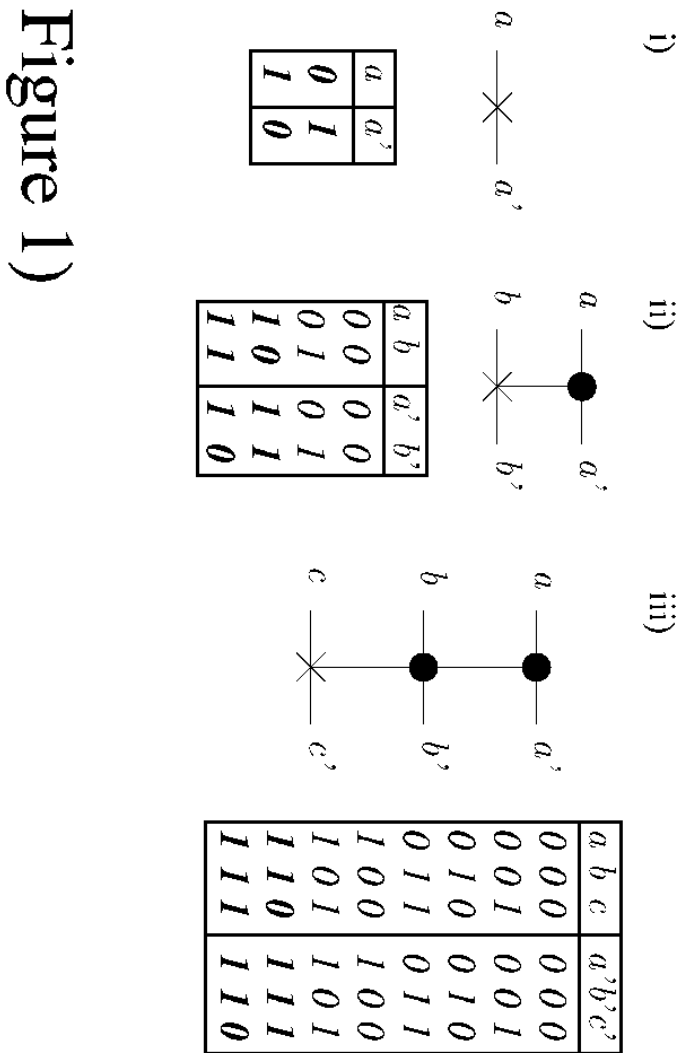 i)
a a'
a a'
0 1
1 0
ii)
a a'
b b'
a b a' b'
0 0 0 0
0 1 0 1
1 0 1 1
1 1 1 0
iii)
a a'
b b'
c c'
a b c a'b'c'
0 0 0 0 0 0
0 0 1 0 0 1
0 1 0 0 1 0
0 1 1 0 1 1
1 0 0 1 0 0
1 0 1 1 0 1
1 1 0 1 1 1
1 1 1 1 1 0
Figure 1)